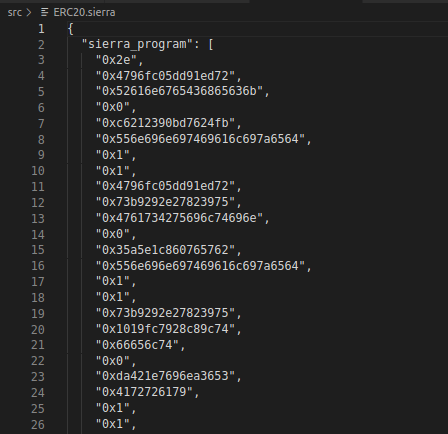 src > ERC20.sierra
1 {
2 "sierra_program": [
3 "0x2e",
4 "0x4796fc05dd91ed72",
5 "0x52616e6765436865636b",
6 "0x0",
7 "0xc6212390bd7624fb",
8 "0x556e696e697469616c697a6564",
9 "0x1",
10 "0x1",
11 "0x4796fc05dd91ed72",
12 "0x73b9292e27823975",
13 "0x4761734275696c74696e",
14 "0x0",
15 "0x35a5e1c860765762",
16 "0x556e696e697469616c697a6564",
17 "0x1",
18 "0x1",
19 "0x73b9292e27823975",
20 "0x1019fc7928c89c74",
21 "0x66656c74",
22 "0x0",
23 "0xda421e7696ea3653",
24 "0x4172726179",
25 "0x1",
26 "0x1",